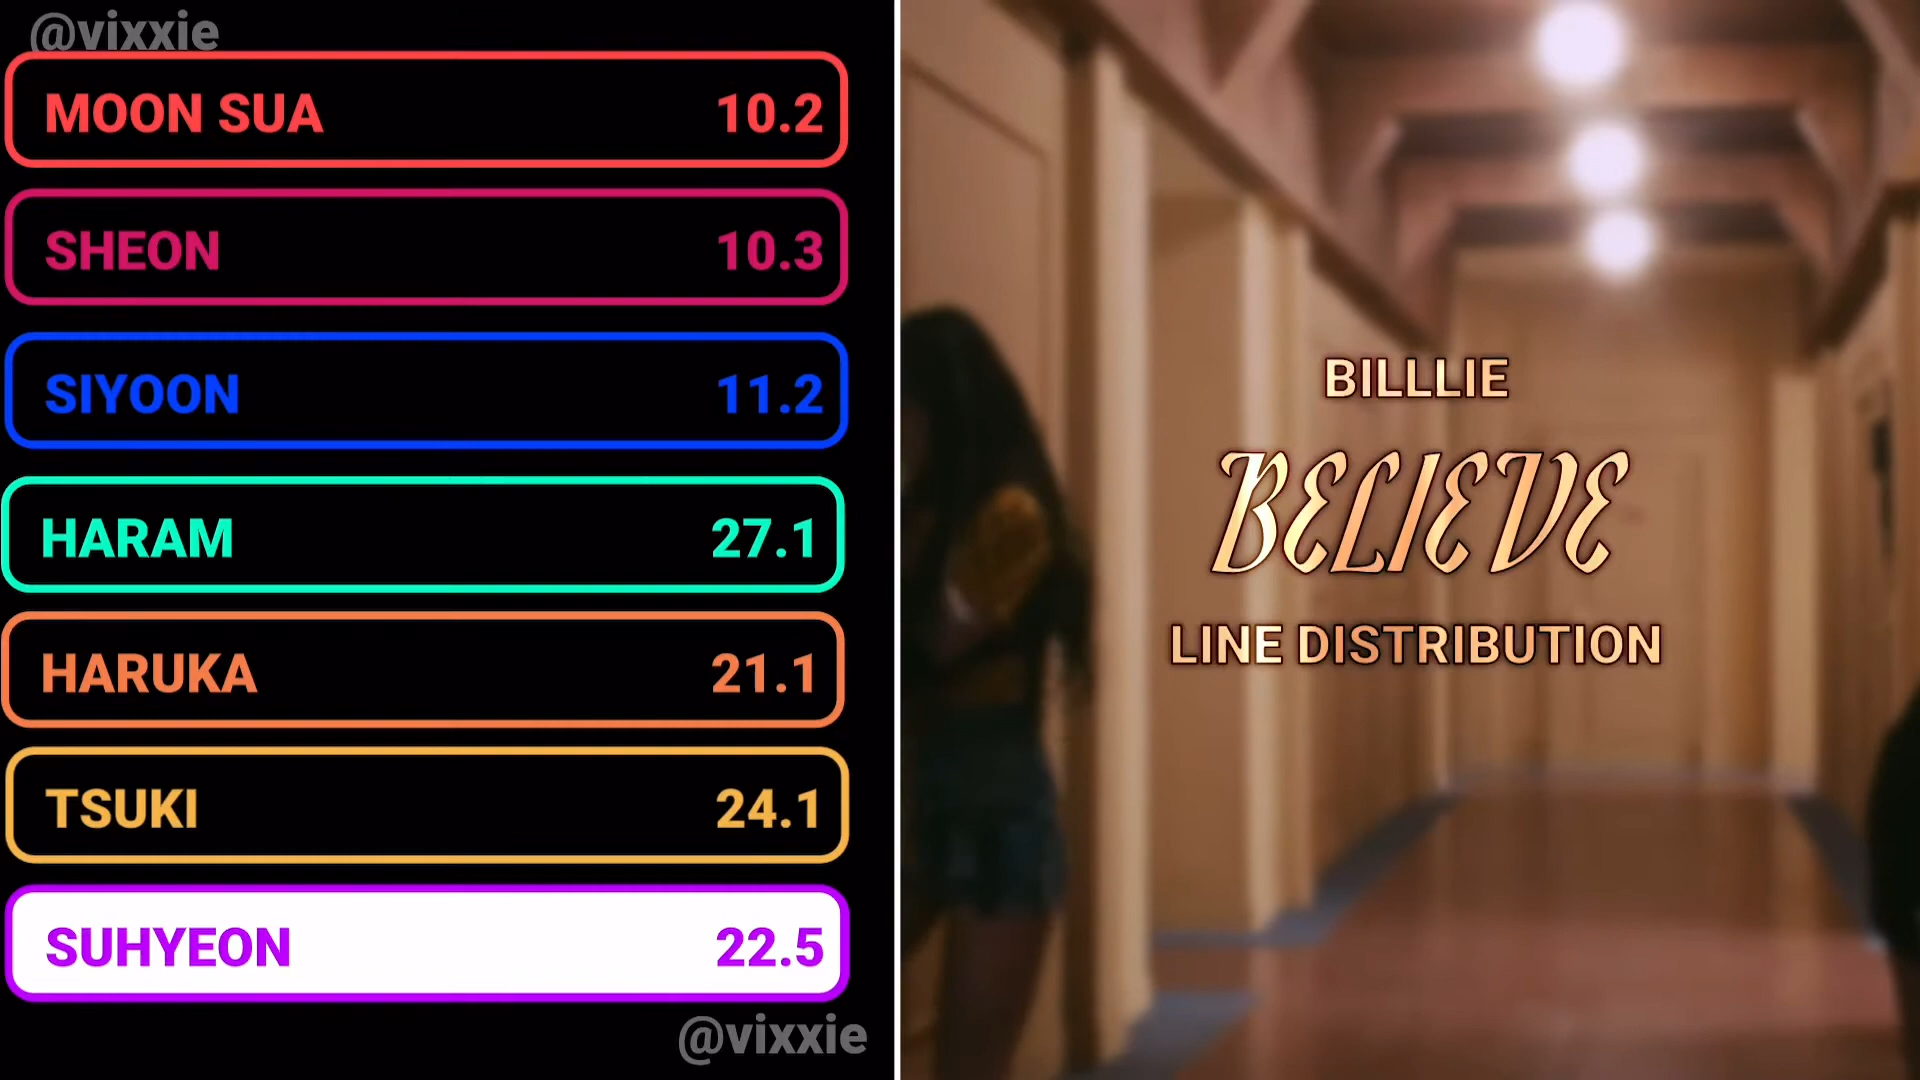 @vixxie
MOON SUA 10.2
SHEON 10.3
SIYOON 11.2
HARAM 27.1
HARUKA 21.1
TSUKI 24.1
SUHYEON 22.5
@vixxie
BILLLIE
BELIEVE
LINE DISTRIBUTION